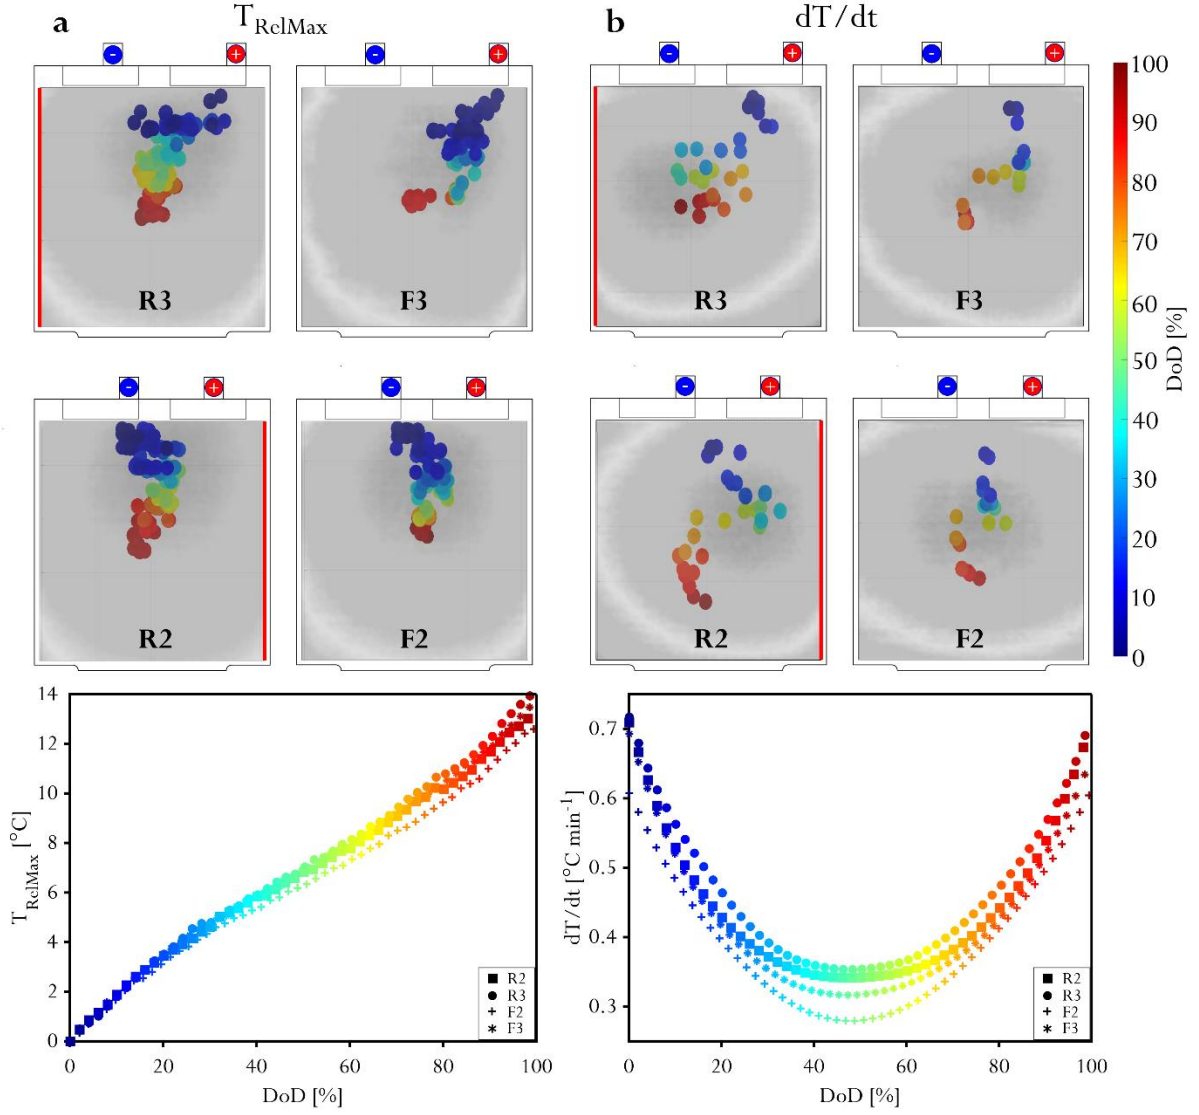 a T_RelMax
b dT/dt
- +
- +
- +
- +
R3
F3
R3
F3
- +
- +
- +
- +
R2
F2
R2
F2
100
90
80
70
60
50
40
30
20
10
0
DoD [%]
14
12
10
8
6
4
2
0
T_RelMax [°C]
0 20 40 60 80 100
DoD [%]
R2
R3
F2
F3
0.7
0.6
0.5
0.4
0.3
dT/dt [°C min⁻¹]
0 20 40 60 80 100
DoD [%]
R2
R3
F2
F3